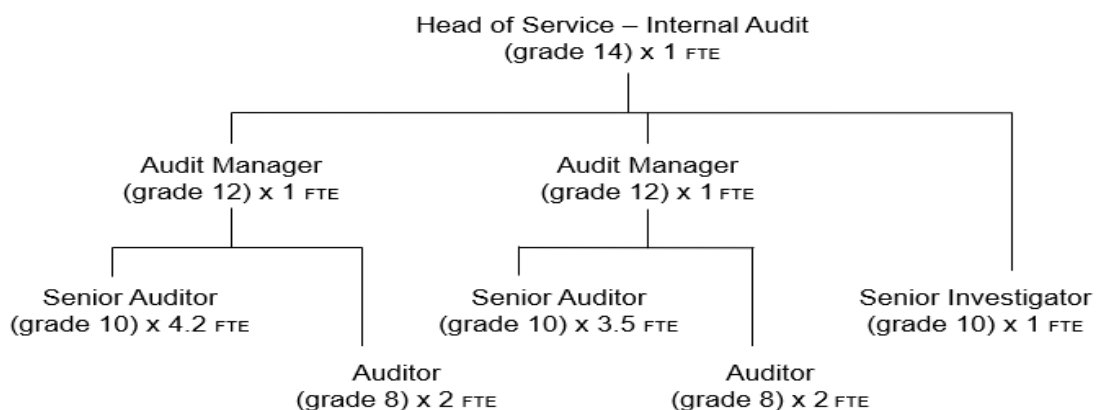 Head of Service – Internal Audit
(grade 14) x 1 FTE
Audit Manager
(grade 12) x 1 FTE
Audit Manager
(grade 12) x 1 FTE
Senior Auditor
(grade 10) x 4.2 FTE
Senior Auditor
(grade 10) x 3.5 FTE
Senior Investigator
(grade 10) x 1 FTE
Auditor
(grade 8) x 2 FTE
Auditor
(grade 8) x 2 FTE